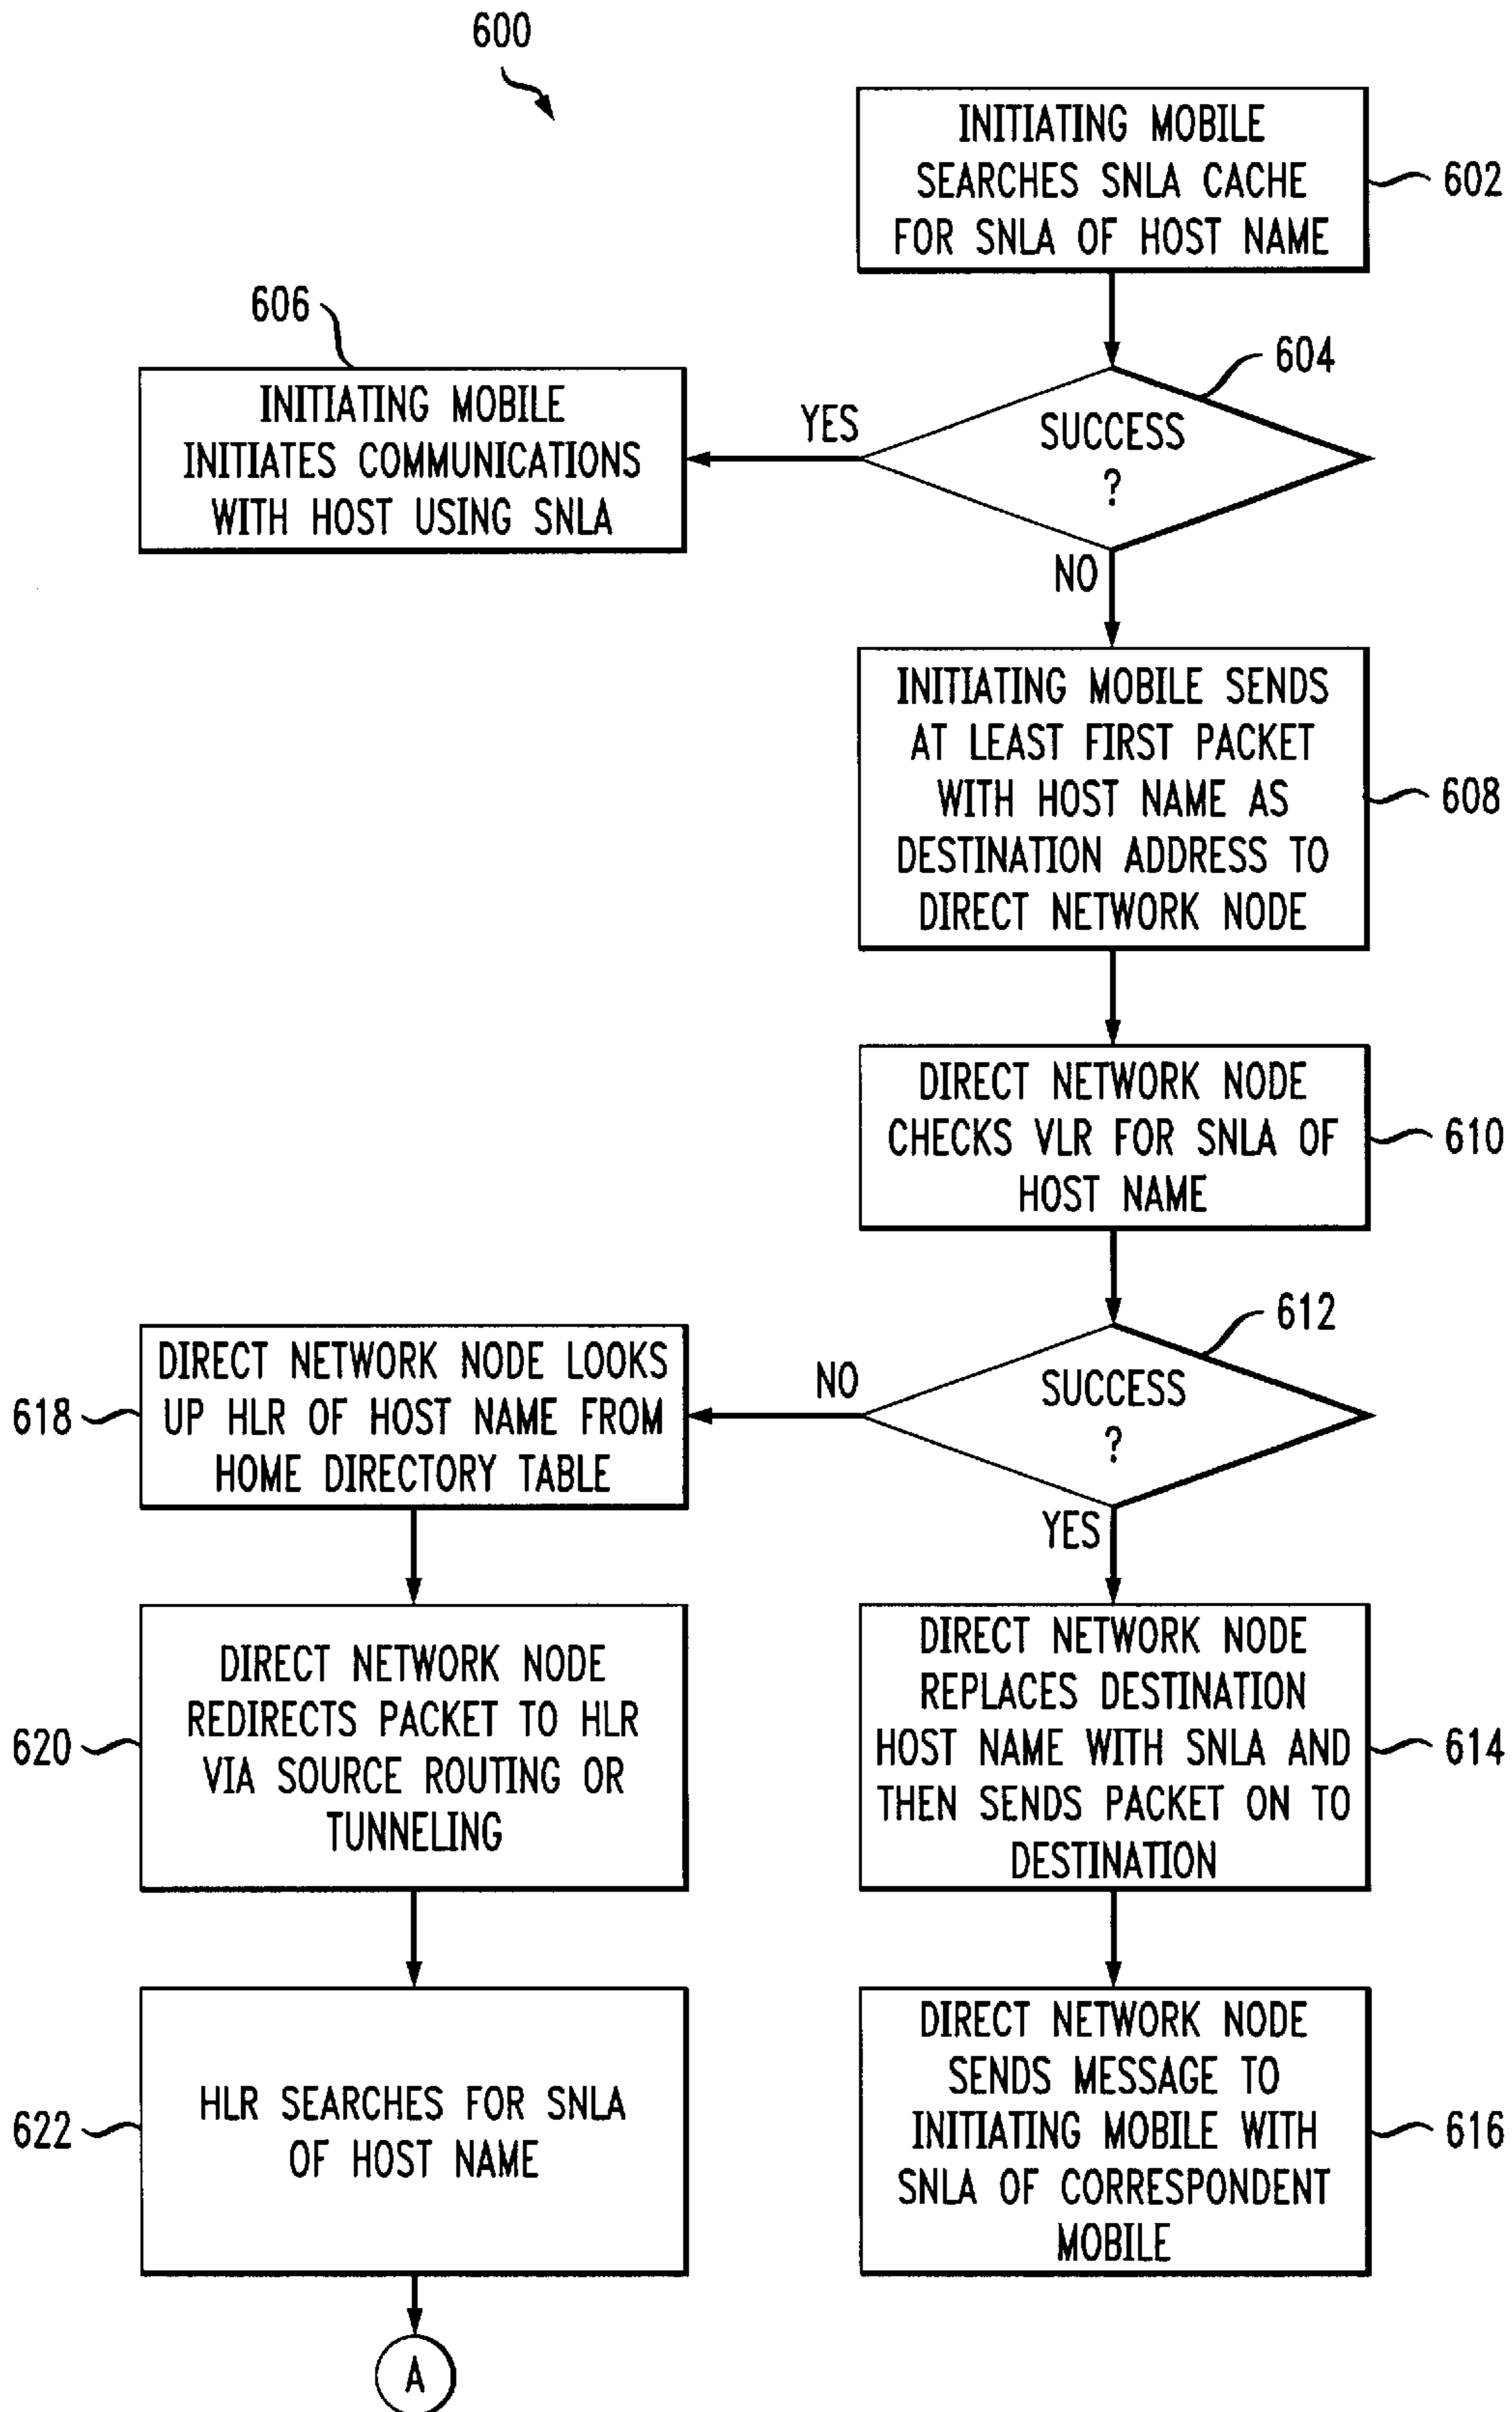 600
INITIATING MOBILE
SEARCHES SNLA CACHE
FOR SNLA OF HOST NAME
602
606
INITIATING MOBILE
INITIATES COMMUNICATIONS
WITH HOST USING SNLA
YES
604
SUCCESS
?
NO
INITIATING MOBILE SENDS
AT LEAST FIRST PACKET
WITH HOST NAME AS
DESTINATION ADDRESS TO
DIRECT NETWORK NODE
608
DIRECT NETWORK NODE
CHECKS VLR FOR SNLA OF
HOST NAME
610
612
SUCCESS
?
NO
YES
618
DIRECT NETWORK NODE LOOKS
UP HLR OF HOST NAME FROM
HOME DIRECTORY TABLE
620
DIRECT NETWORK NODE
REDIRECTS PACKET TO HLR
VIA SOURCE ROUTING OR
TUNNELING
DIRECT NETWORK NODE
REPLACES DESTINATION
HOST NAME WITH SNLA AND
THEN SENDS PACKET ON TO
DESTINATION
614
622
HLR SEARCHES FOR SNLA
OF HOST NAME
DIRECT NETWORK NODE
SENDS MESSAGE TO
INITIATING MOBILE WITH
SNLA OF CORRESPONDENT
MOBILE
616
A